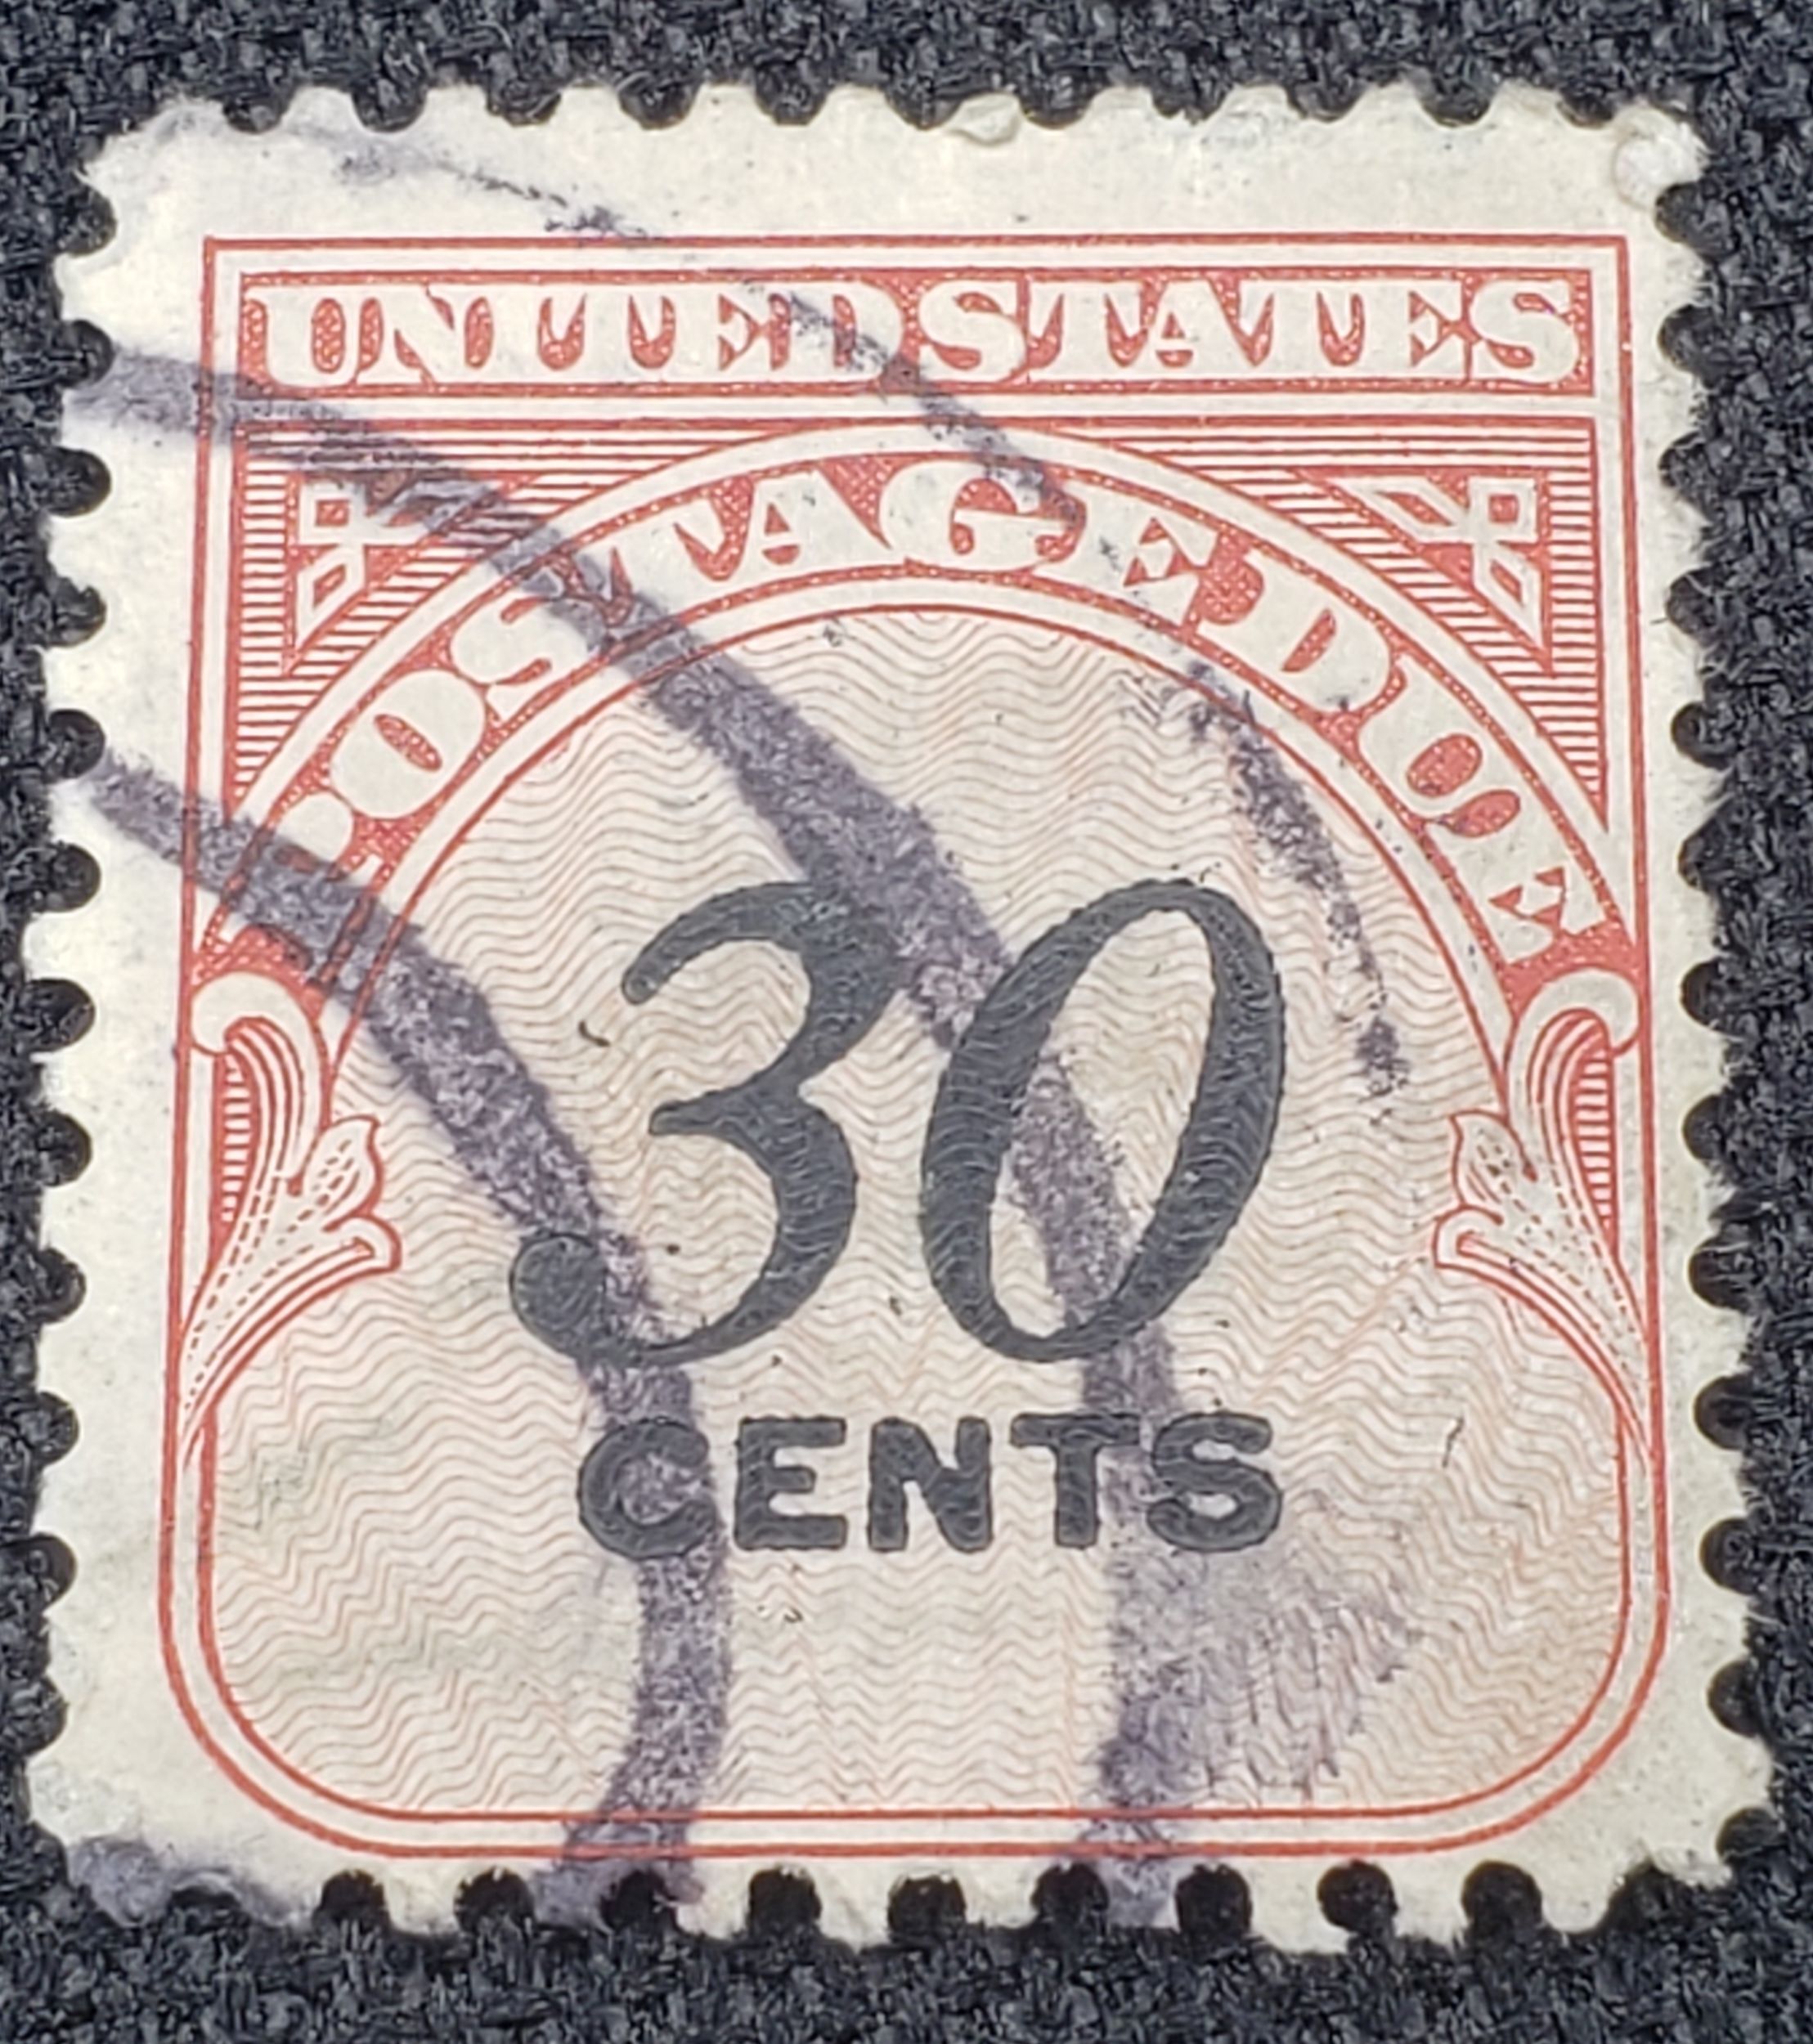 UNITED STATES
POSTAGE DUE
30
CENTS